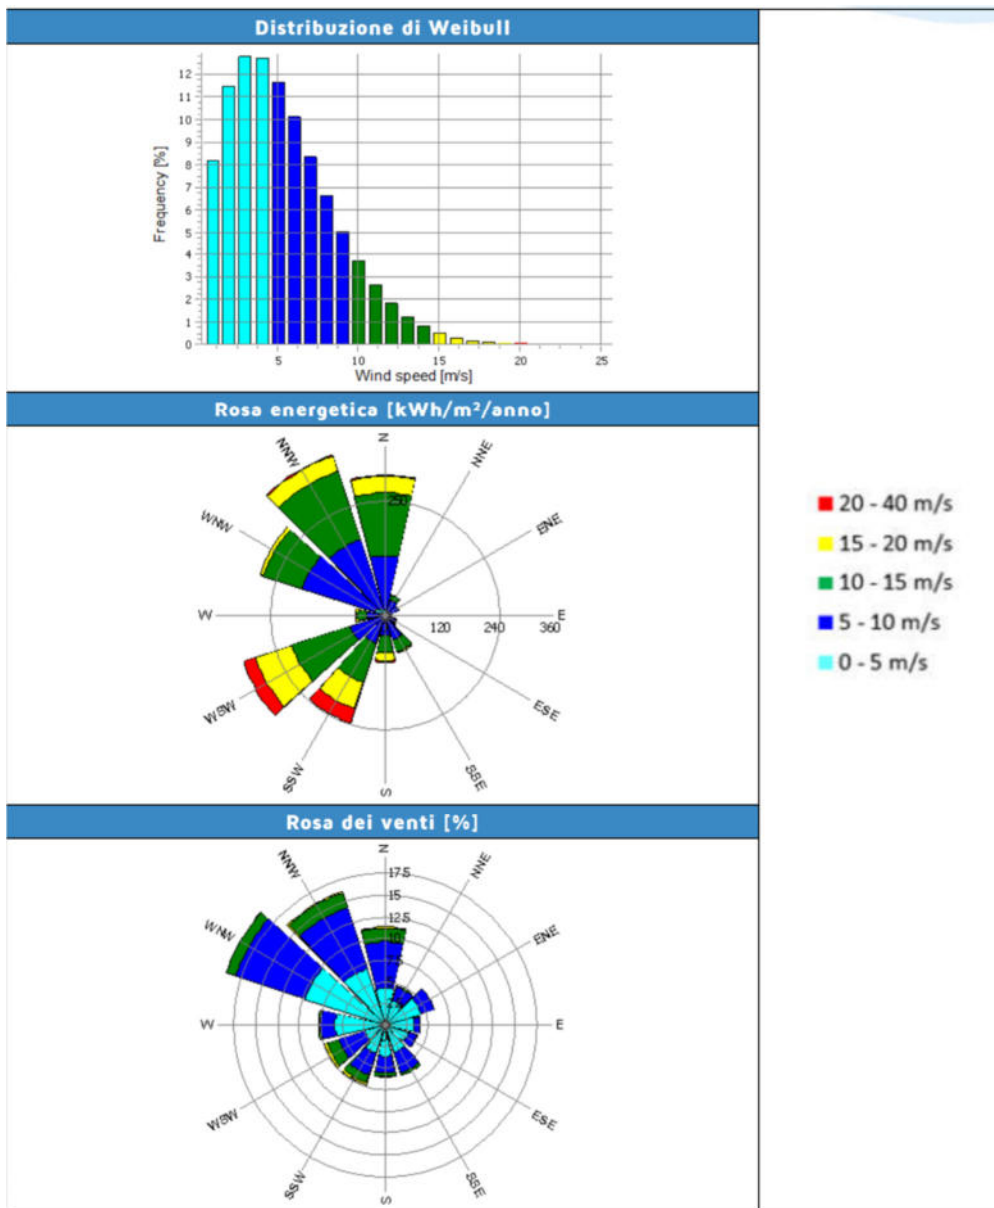 Distribuzione di Weibull
12
11
10
9
8
7
6
5
4
3
2
1
0
Frequency [%]
5 10 15 20 25
Wind speed [m/s]
Rosa energetica [kWh/m²/anno]
N
NNW NNE
WNW ENE
250
W E
120 240 360
WSW ESE
SSW SSE
S
20 - 40 m/s
15 - 20 m/s
10 - 15 m/s
5 - 10 m/s
0 - 5 m/s
Rosa dei venti [%]
N
NNW NNE
17.5
15
12.5
WNW ENE
W E
WSW ESE
SSW SSE
S